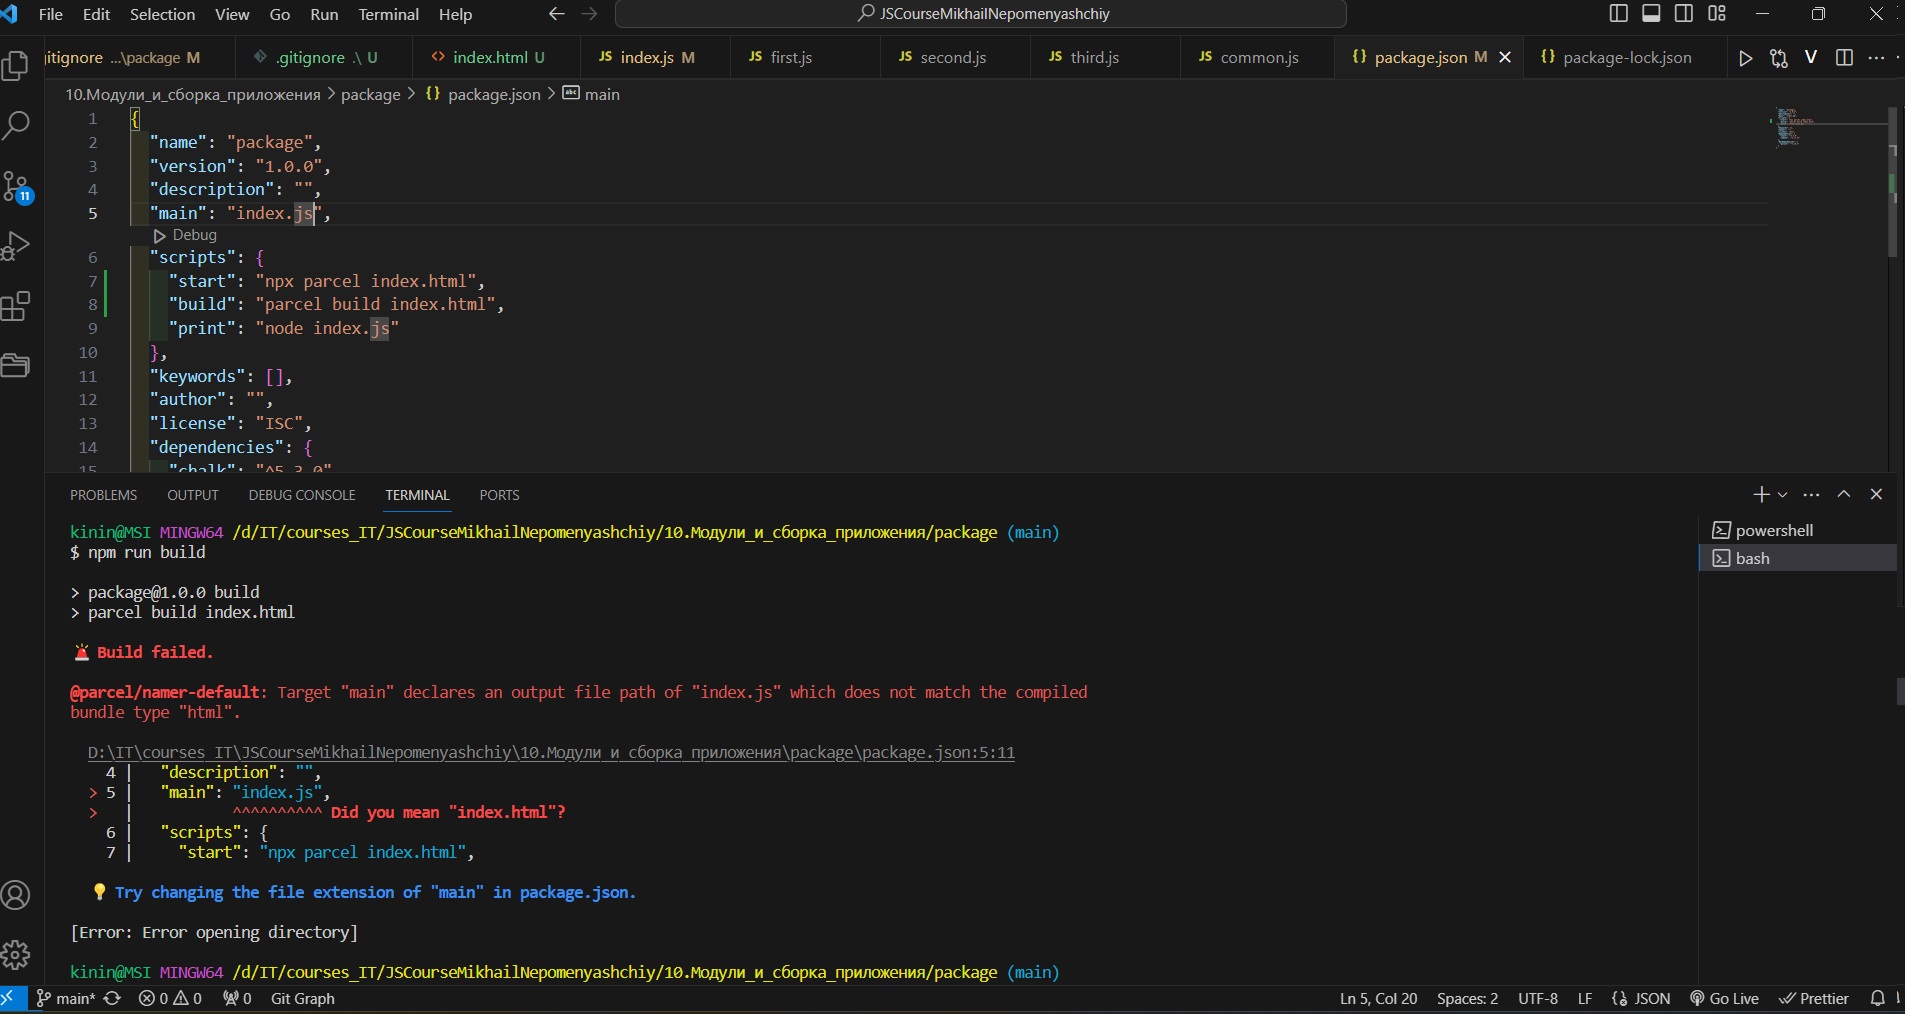 File Edit Selection View Go Run Terminal Help
JSCourseMikhailNepomenyashchiy
gitignore ...\package M
.gitignore .\ U
index.html U
JS index.js M
JS first.js
JS second.js
JS third.js
JS common.js
{} package.json M
{} package-lock.json
10.Модули_и_сборка_приложения > package > {} package.json > main
1 {
2 "name": "package",
3 "version": "1.0.0",
4 "description": "",
5 "main": "index.js",
Debug
6 "scripts": {
7 "start": "npx parcel index.html",
8 "build": "parcel build index.html",
9 "print": "node index.js"
10 },
11 "keywords": [],
12 "author": "",
13 "license": "ISC",
14 "dependencies": {
15 "chalk": "^5.3.0"
11
PROBLEMS OUTPUT DEBUG CONSOLE TERMINAL PORTS
powershell
bash
kinin@MSI MINGW64 /d/IT/courses_IT/JSCourseMikhailNepomenyashchiy/10.Модули_и_сборка_приложения/package (main)
$ npm run build
> package@1.0.0 build
> parcel build index.html
Build failed.
@parcel/namer-default: Target "main" declares an output file path of "index.js" which does not match the compiled
bundle type "html".
D:\IT\courses_IT\JSCourseMikhailNepomenyashchiy\10.Модули_и_сборка_приложения\package\package.json:5:11
4 | "description": "",
> 5 | "main": "index.js",
> | ^^^^^^^^^^ Did you mean "index.html"?
6 | "scripts": {
7 | "start": "npx parcel index.html",
Try changing the file extension of "main" in package.json.
[Error: Error opening directory]
kinin@MSI MINGW64 /d/IT/courses_IT/JSCourseMikhailNepomenyashchiy/10.Модули_и_сборка_приложения/package (main)
main* 0 0 0 Git Graph
Ln 5, Col 20 Spaces: 2 UTF-8 LF JSON Go Live Prettier